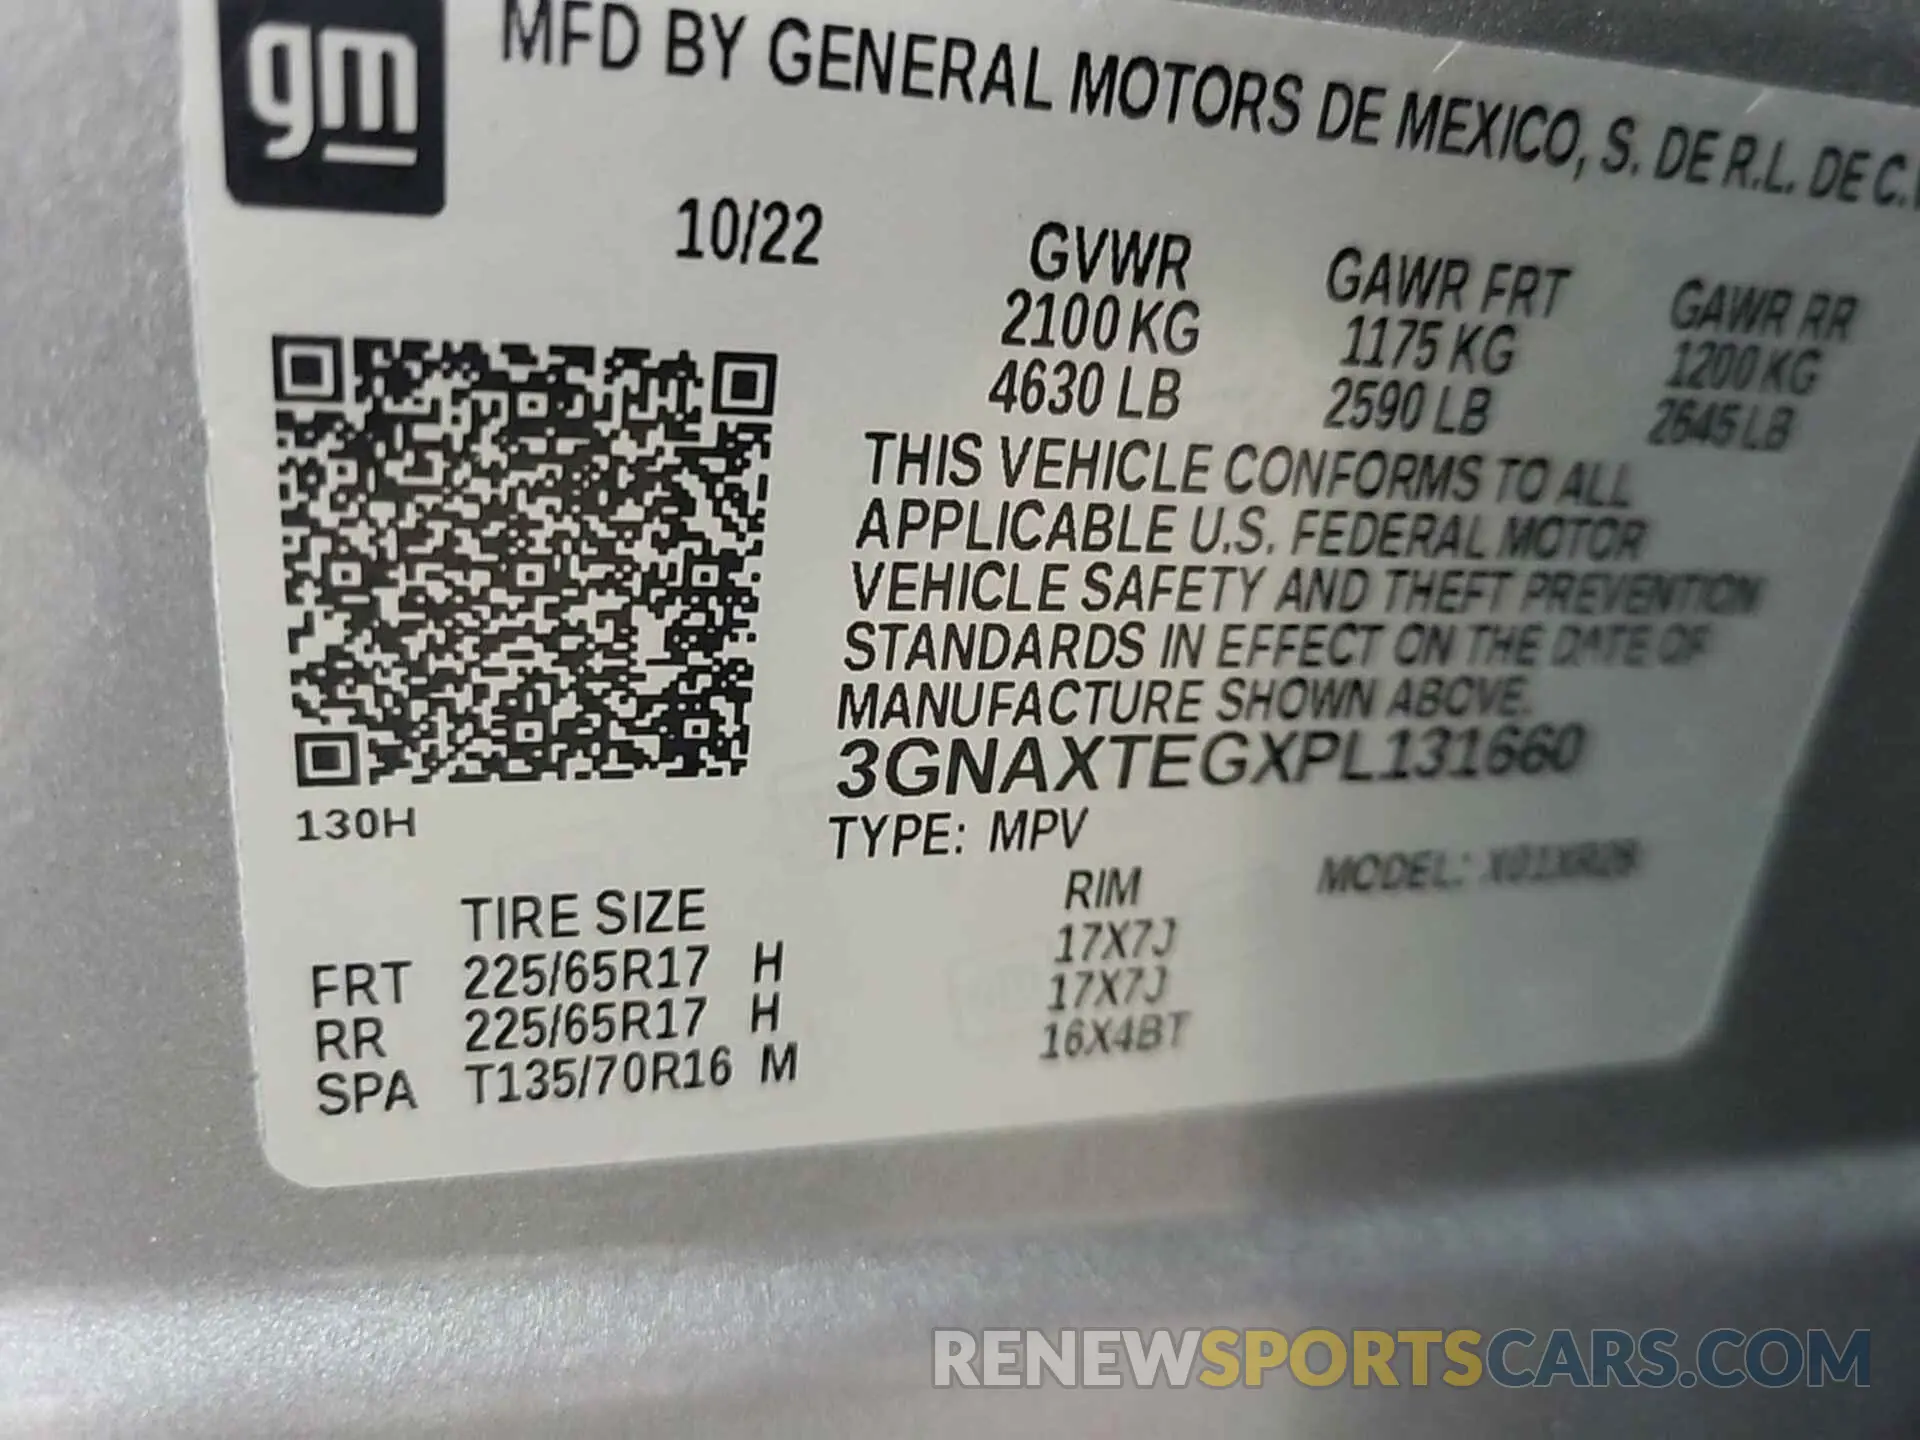 gm
MFD BY GENERAL MOTORS DE MEXICO, S. DE R.L. DE C.
10/22 GVWR GAWR FRT GAWR RR
2100 KG 1175 KG 1200 KG
4630 LB 2590 LB 2645 LB
THIS VEHICLE CONFORMS TO ALL
APPLICABLE U.S. FEDERAL MOTOR
VEHICLE SAFETY AND THEFT PREVENTION
STANDARDS IN EFFECT ON THE DATE OF
MANUFACTURE SHOWN ABOVE.
3GNAXTEGXPL131660
130H
TYPE: MPV MODEL:
TIRE SIZE RIM
FRT 225/65R17 H 17X7J
RR 225/65R17 H 17X7J
SPA T135/70R16 M 16X4BT
RENEWSPORTSCARS.COM